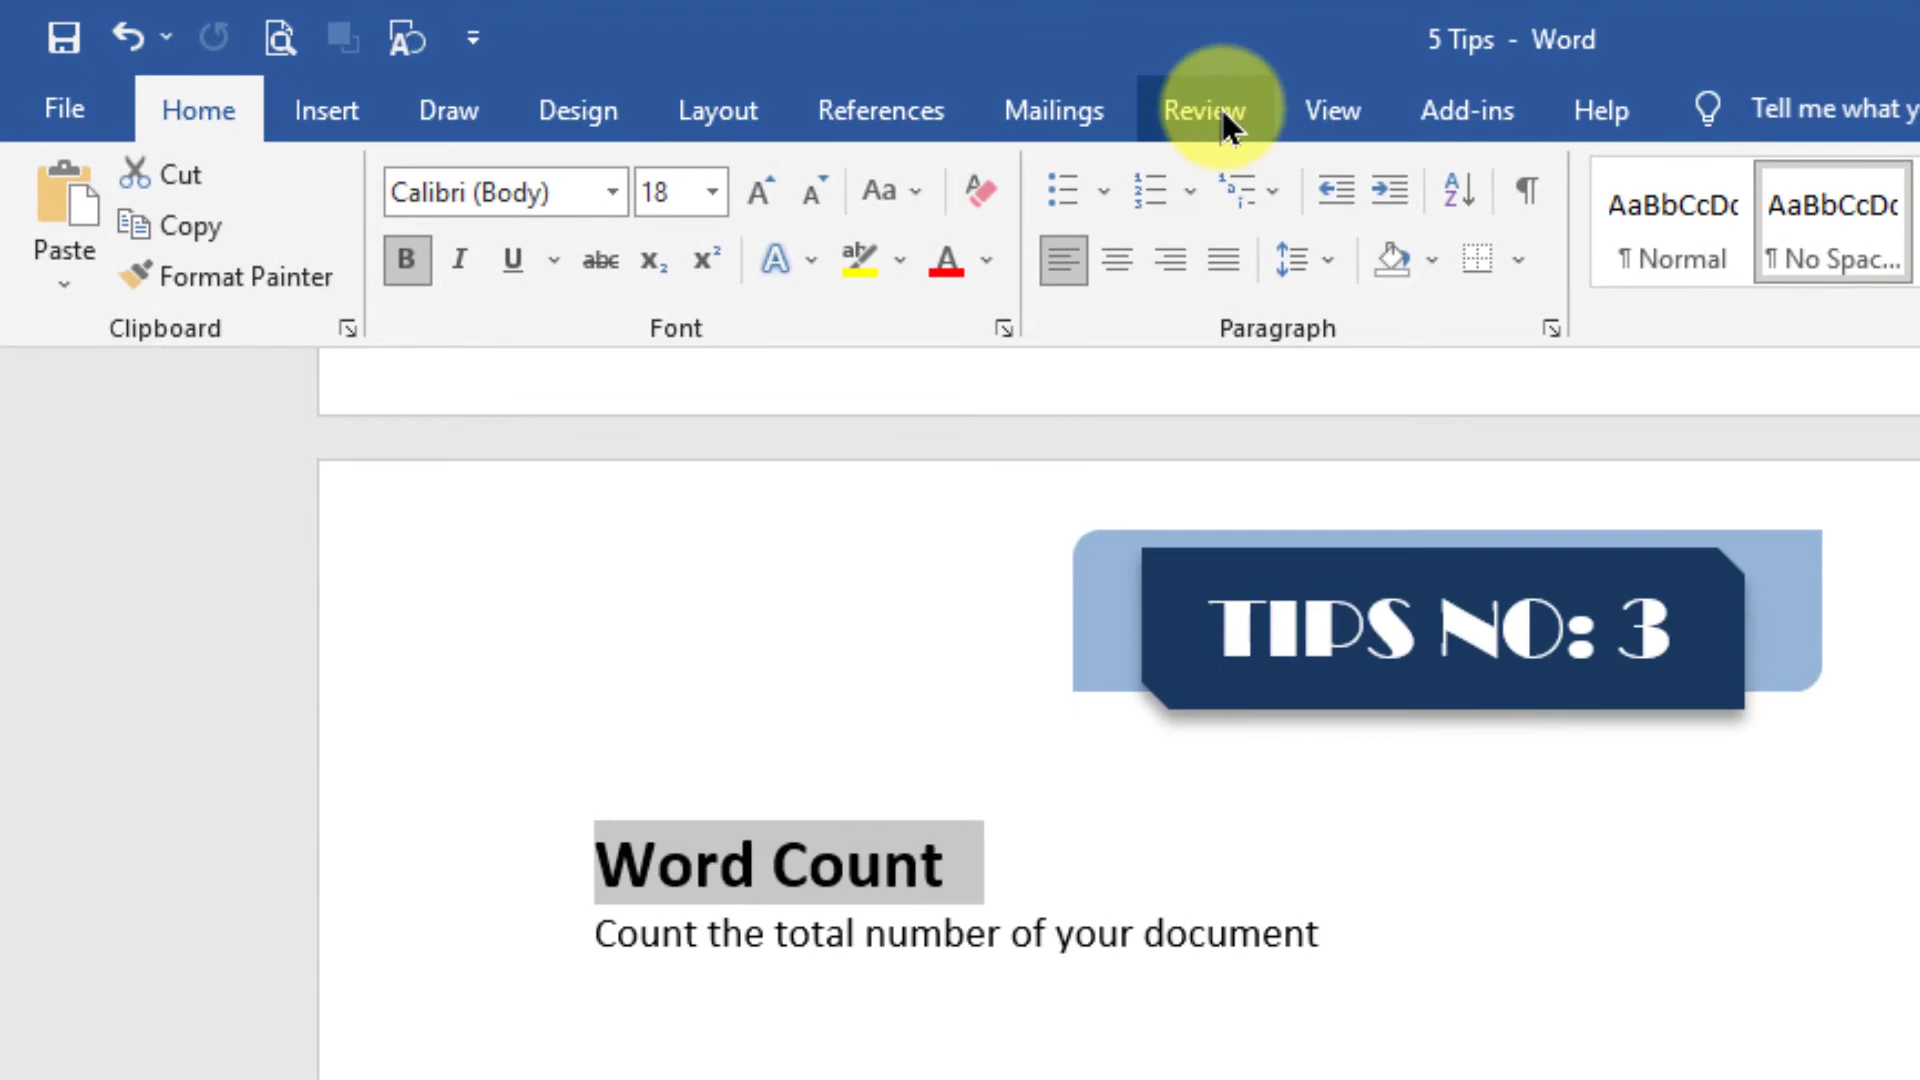 5 Tips - Word
File Home Insert Draw Design Layout References Mailings Review View Add-ins Help Tell me what y
Cut
Copy
Paste
Format Painter
Clipboard
Calibri (Body) 18 Aa
B I U abc x₂ x² A ab A
Font
Paragraph
AaBbCcDc AaBbCcDc
¶ Normal ¶ No Spac...
TIPS NO: 3
Word Count
Count the total number of your document